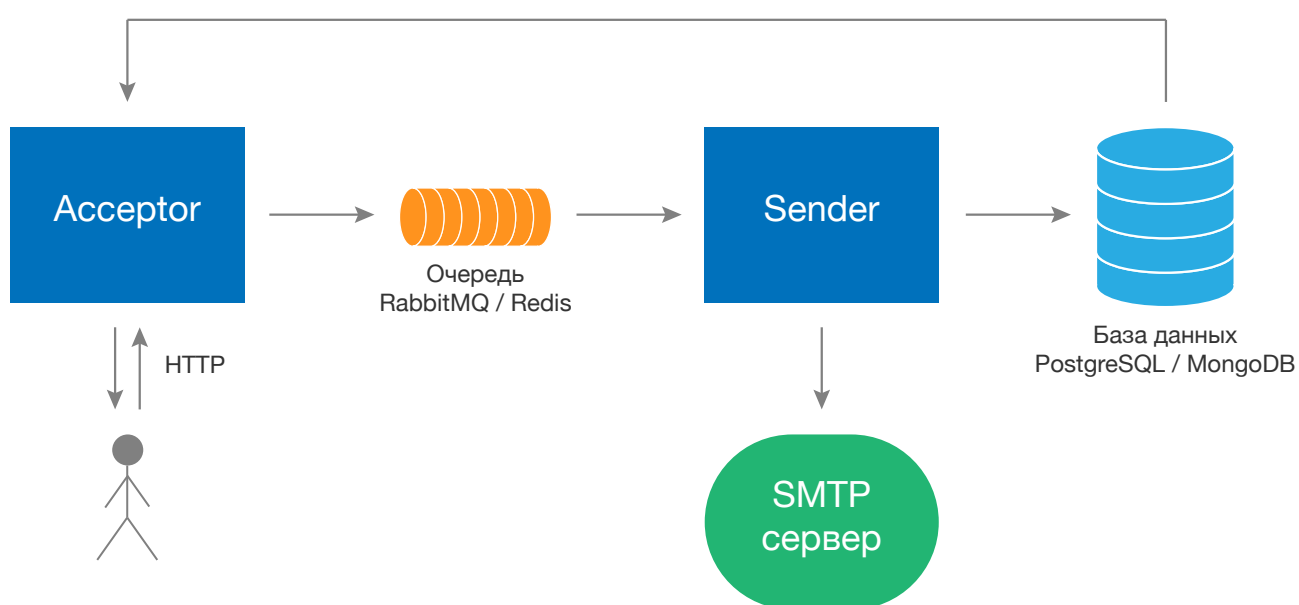 Acceptor
Очередь
RabbitMQ / Redis
Sender
База данных
PostgreSQL / MongoDB
HTTP
SMTP
сервер